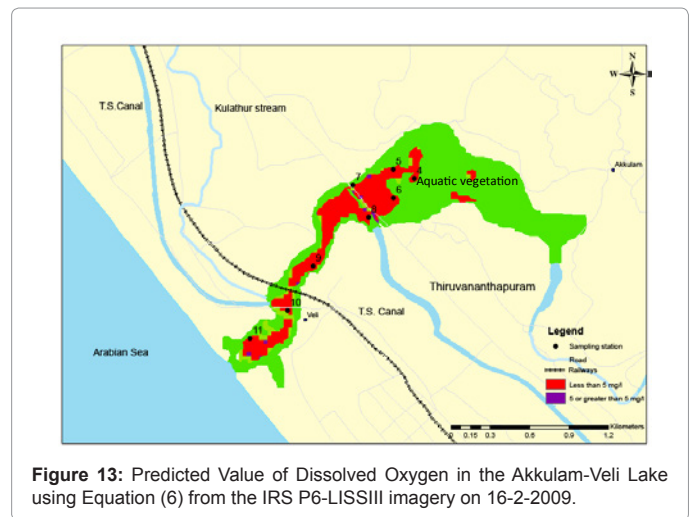 N
W
S
T.S.Canal
Kulathur stream
Akkulam
5
4
Aquatic vegetation
7
6
8
9
Thiruvananthapuram
10
T.S. Canal
Veli
11
Arabian Sea
Legend
Sampling station
Road
Railways
Less than 5 mg/l
5 or greater than 5 mg/l
Kilometers
0 0.15 0.3 0.6 0.9 1.2
Figure 13: Predicted Value of Dissolved Oxygen in the Akkulam-Veli Lake
using Equation (6) from the IRS P6-LISSIII imagery on 16-2-2009.